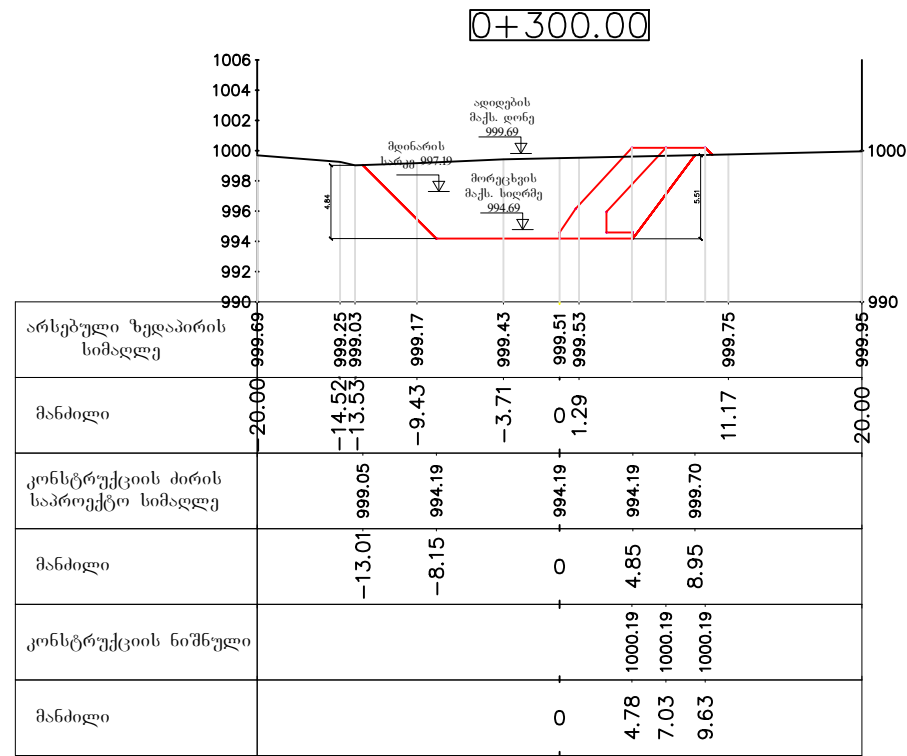 0+300.00
1006
1004
1002
1000
998
996
994
992
990
1000
990
ადიდების
მაქს. დონე
999.69
მდინარის
სარკე 997.19
მორეცხვის
მაქს. სიღრმე
994.69
4.84
5.51
არსებული ზედაპირის
სიმაღლე
999.69 999.25 999.03 999.17 999.43 999.51 999.53 999.75 999.95
მანძილი
-20.00 -14.52 -13.53 -9.43 -3.71 0 1.29 11.17 20.00
კონსტრუქციის ძირის
საპროექტო სიმაღლე
999.05 994.19 994.19 994.19 999.70
მანძილი
-13.01 -8.15 0 4.85 8.95
კონსტრუქციის ნიშნული
1000.19 1000.19 1000.19
მანძილი
0 4.78 7.03 9.63